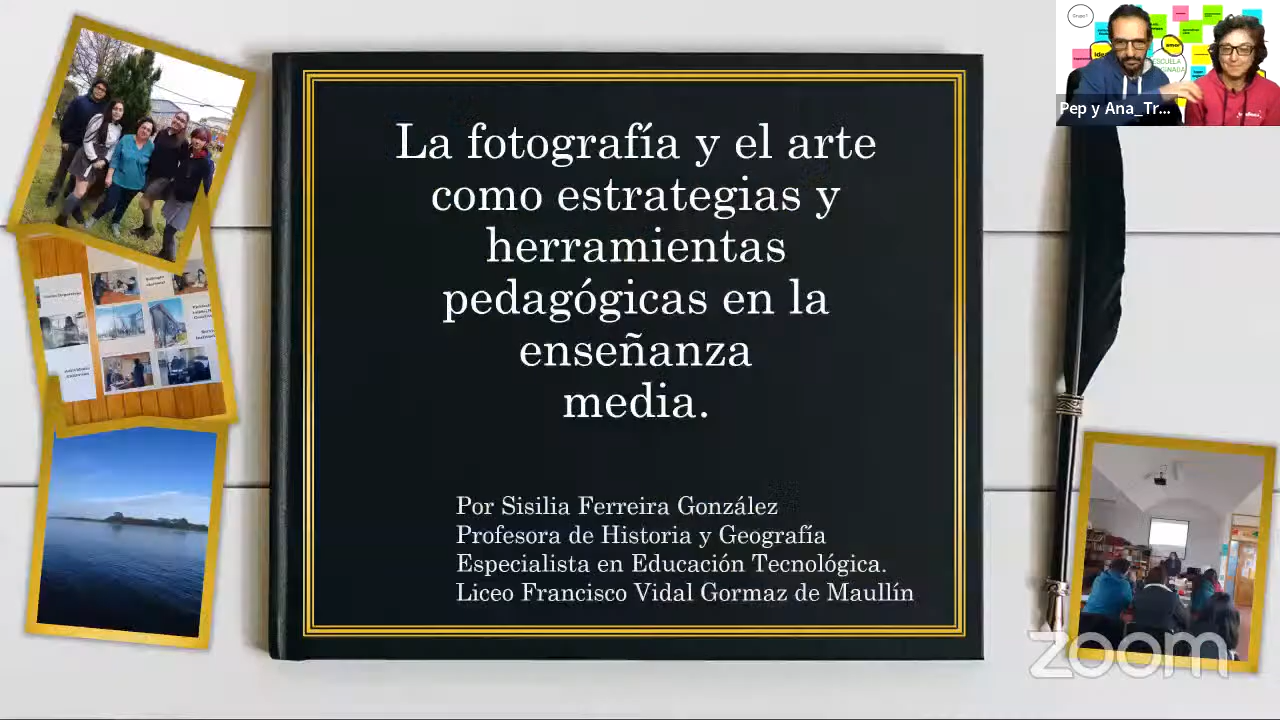 La fotografía y el arte
como estrategias y
herramientas
pedagógicas en la
enseñanza
media.
Por Sisilia Ferreira González
Profesora de Historia y Geografía
Especialista en Educación Tecnológica.
Liceo Francisco Vidal Gormaz de Maullín
Pep y Ana_Tr...
zoom